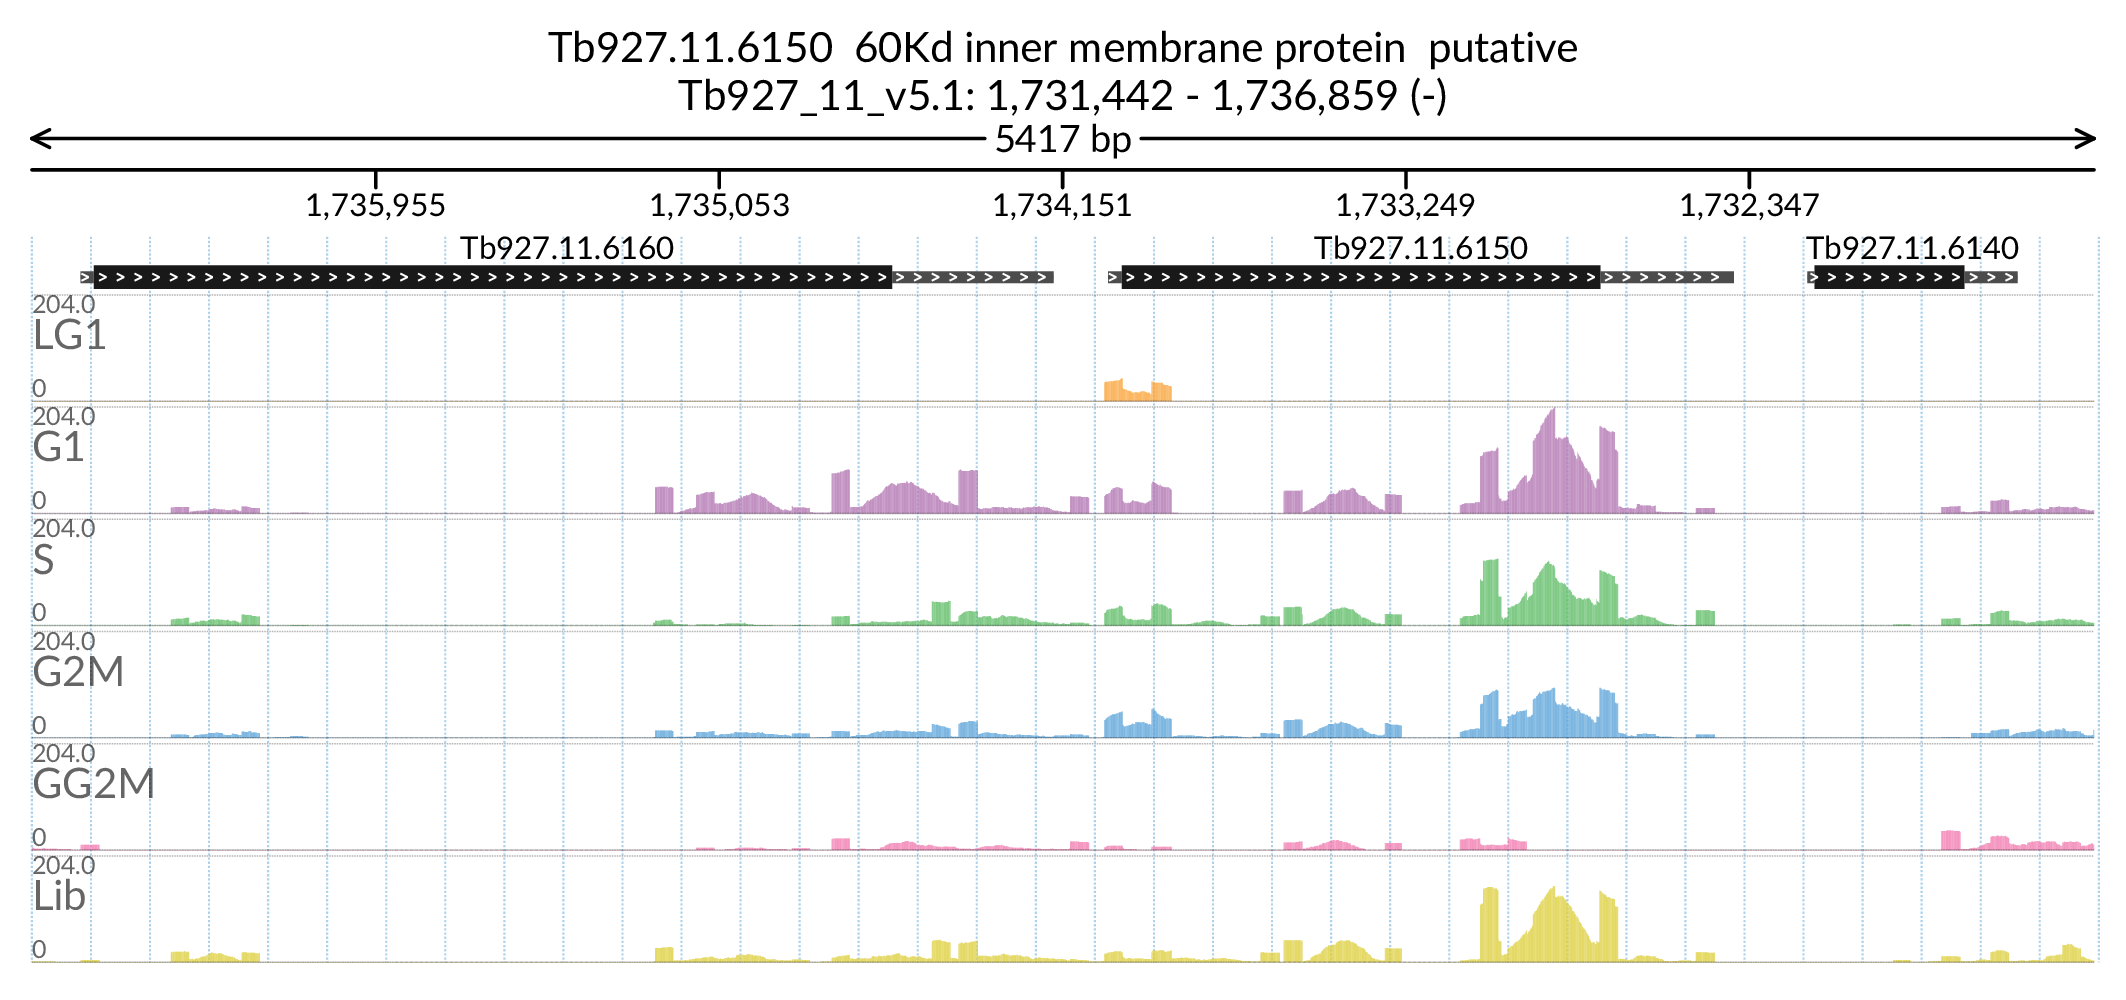 Tb927.11.6150  60Kd inner membrane protein  putative
Tb927_11_v5.1: 1,731,442 - 1,736,859 (-)
5417 bp
1,735,955 1,735,053 1,734,151 1,733,249 1,732,347
Tb927.11.6160 Tb927.11.6150 Tb927.11.6140
204.0
LG1
0
204.0
G1
0
204.0
S
0
204.0
G2M
0
204.0
GG2M
0
204.0
Lib
0